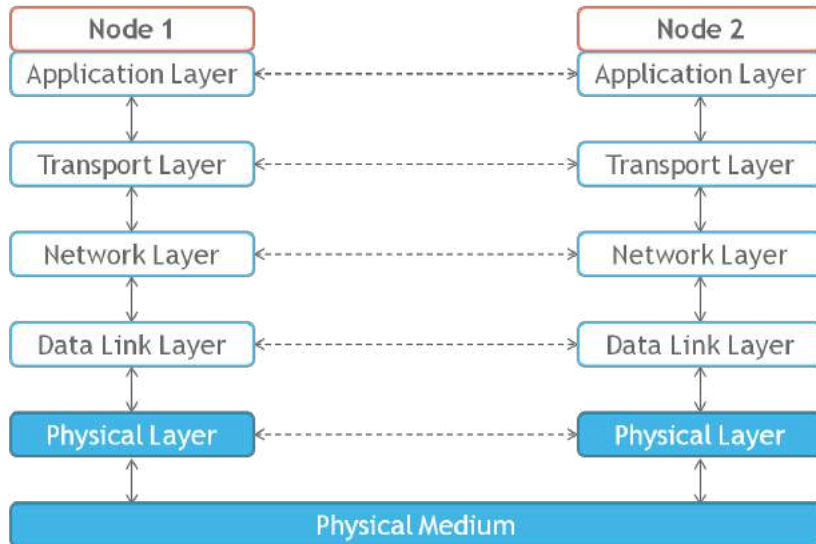 Node 1
Node 2
Application Layer
Application Layer
Transport Layer
Transport Layer
Network Layer
Network Layer
Data Link Layer
Data Link Layer
Physical Layer
Physical Layer
Physical Medium